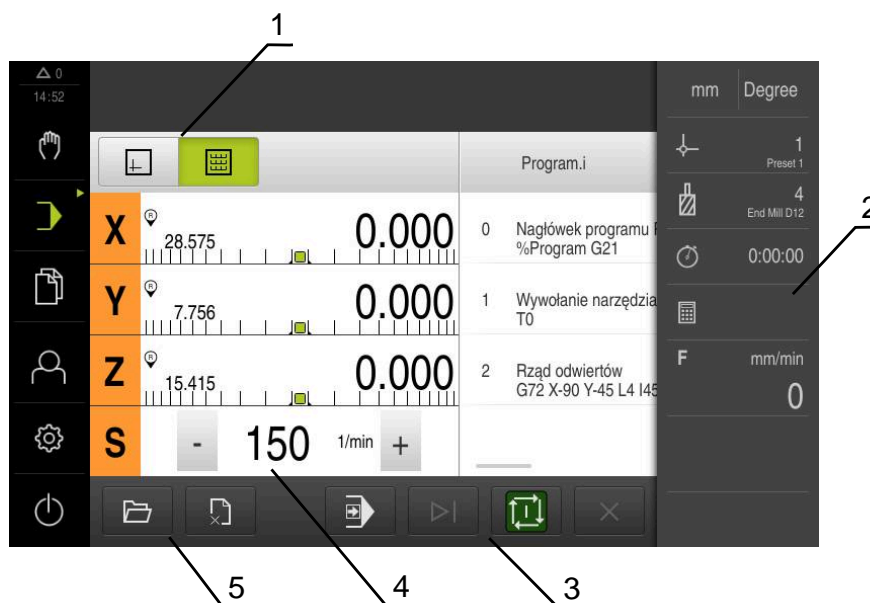 1
0
14:52
mm Degree
1
Preset 1
4
End Mill D12
2
0:00:00
F mm/min
0
Program.i
X R 28.575 0.000
Y R 7.756 0.000
Z R 15.415 0.000
S - 150 1/min +
0 Nagłówek programu
%Program G21
1 Wywołanie narzędzia
T0
2 Rząd odwiertów
G72 X-90 Y-45 L4 I45
5 4 3